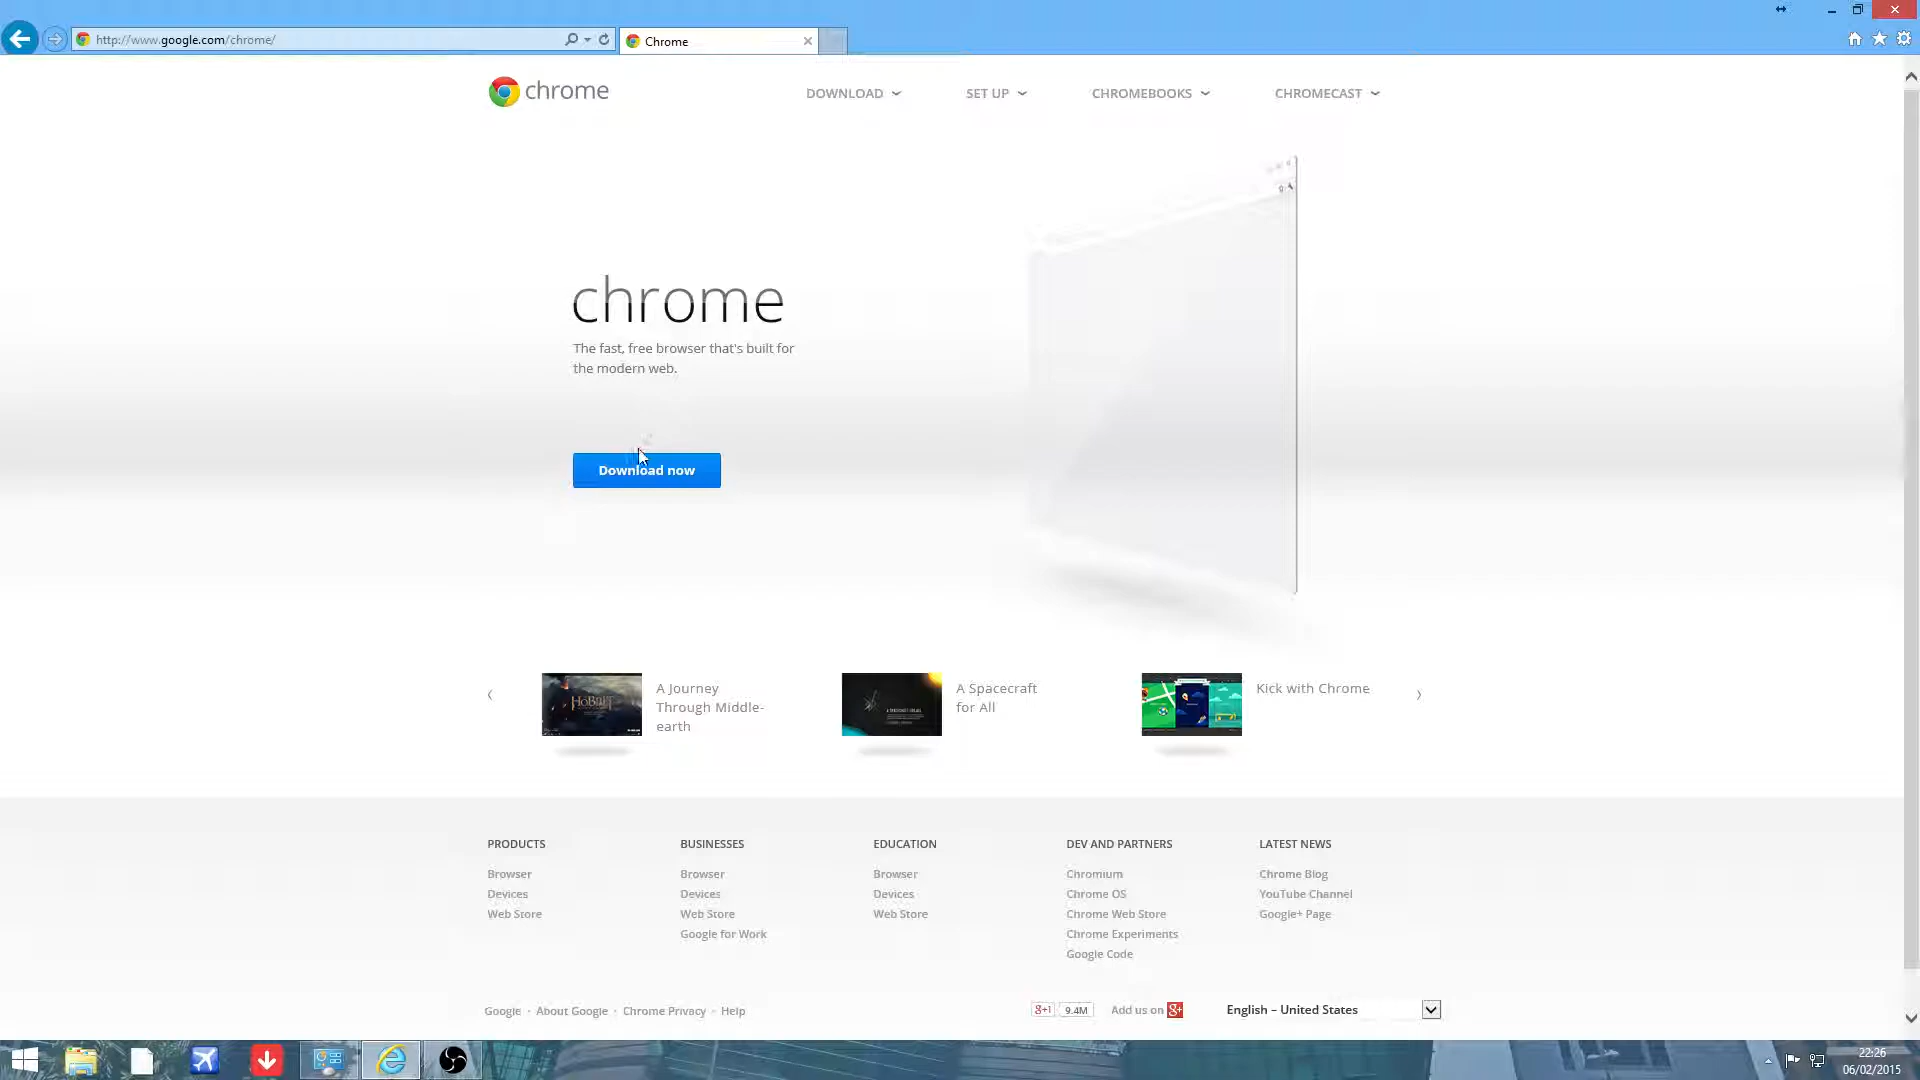 http://www.google.com/chrome/
Chrome
chrome
DOWNLOAD
SET UP
CHROMEBOOKS
CHROMECAST
chrome
The fast, free browser that's built for
the modern web.
Download now
A Journey
Through Middle-
earth
A Spacecraft
for All
Kick with Chrome
PRODUCTS
Browser
Devices
Web Store
BUSINESSES
Browser
Devices
Web Store
Google for Work
EDUCATION
Browser
Devices
Web Store
DEV AND PARTNERS
Chromium
Chrome OS
Chrome Web Store
Chrome Experiments
Google Code
LATEST NEWS
Chrome Blog
YouTube Channel
Google+ Page
Google · About Google · Chrome Privacy · Help
g+1 9.4M
Add us on g+
English – United States
22:26
06/02/2015